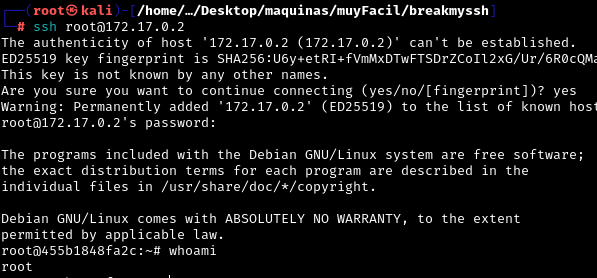 ┌──(root㉿kali)-[/home/…/Desktop/maquinas/muyFacil/breakmyssh]
└─# ssh root@172.17.0.2
The authenticity of host '172.17.0.2 (172.17.0.2)' can't be established.
ED25519 key fingerprint is SHA256:U6y+etRI+fVmMxDTwFTSDrZCoIl2xG/Ur/6R0cQMa
This key is not known by any other names.
Are you sure you want to continue connecting (yes/no/[fingerprint])? yes
Warning: Permanently added '172.17.0.2' (ED25519) to the list of known host
root@172.17.0.2's password:
The programs included with the Debian GNU/Linux system are free software;
the exact distribution terms for each program are described in the
individual files in /usr/share/doc/*/copyright.
Debian GNU/Linux comes with ABSOLUTELY NO WARRANTY, to the extent
permitted by applicable law.
root@455b1848fa2c:~# whoami
root